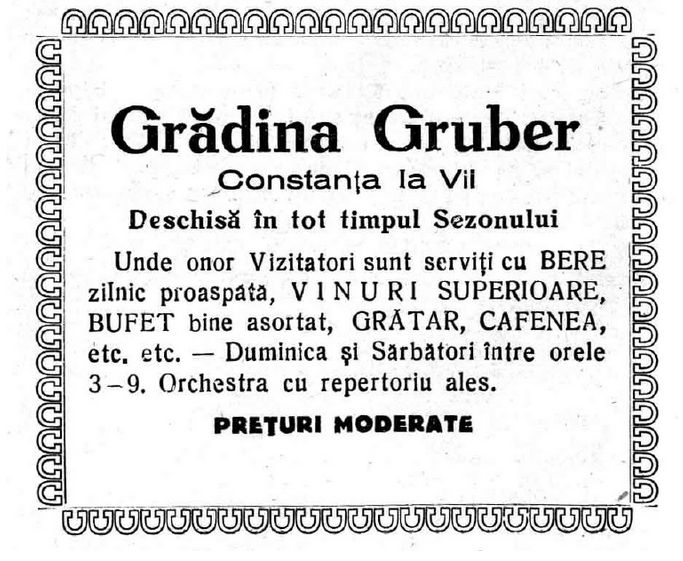 Grădina Gruber
Constanța la Vii
Deschisă în tot timpul Sezonului
Unde onor Vizitatori sunt serviți cu BERE
zilnic proaspătă, VINURI SUPERIOARE,
BUFET bine asortat, GRĂTAR, CAFENEA,
etc. etc. — Duminica și Sărbători între orele
3–9. Orchestra cu repertoriu ales.
PREȚURI MODERATE